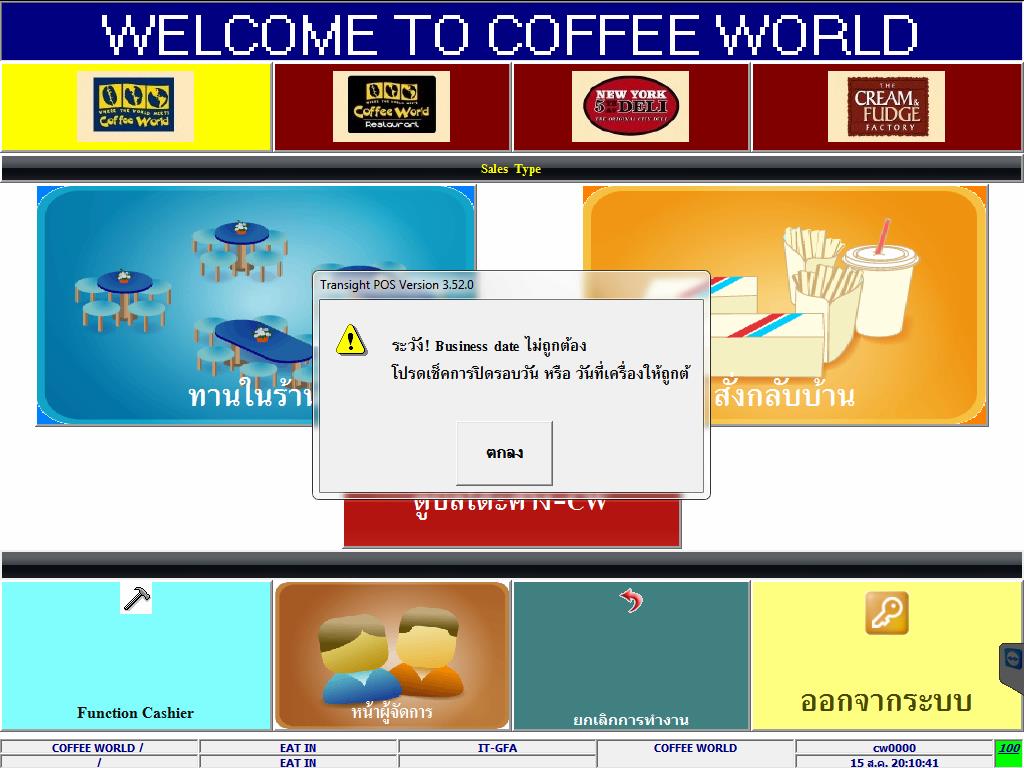 WELCOME TO COFFEE WORLD
WHERE THE WORLD MEETS
Coffee World
WHERE THE WORLD MEETS
Coffee World
Restaurant
NEW YORK
5TH AV DELI
THE ORIGINAL CITY DELI
THE
CREAM &
FUDGE
FACTORY
Sales Type
ทานในร้าน
สั่งกลับบ้าน
Transight POS Version 3.52.0
ระวัง! Business date ไม่ถูกต้อง
โปรดเช็คการปิดรอบวัน หรือ วันที่เครื่องให้ถูกต้
ตกลง
-CW
Function Cashier
หน้าผู้จัดการ
ยกเลิกการทำงาน
ออกจากระบบ
COFFEE WORLD / EAT IN IT-GFA COFFEE WORLD cw0000 100
/ EAT IN 15 ส.ค. 20:10:41